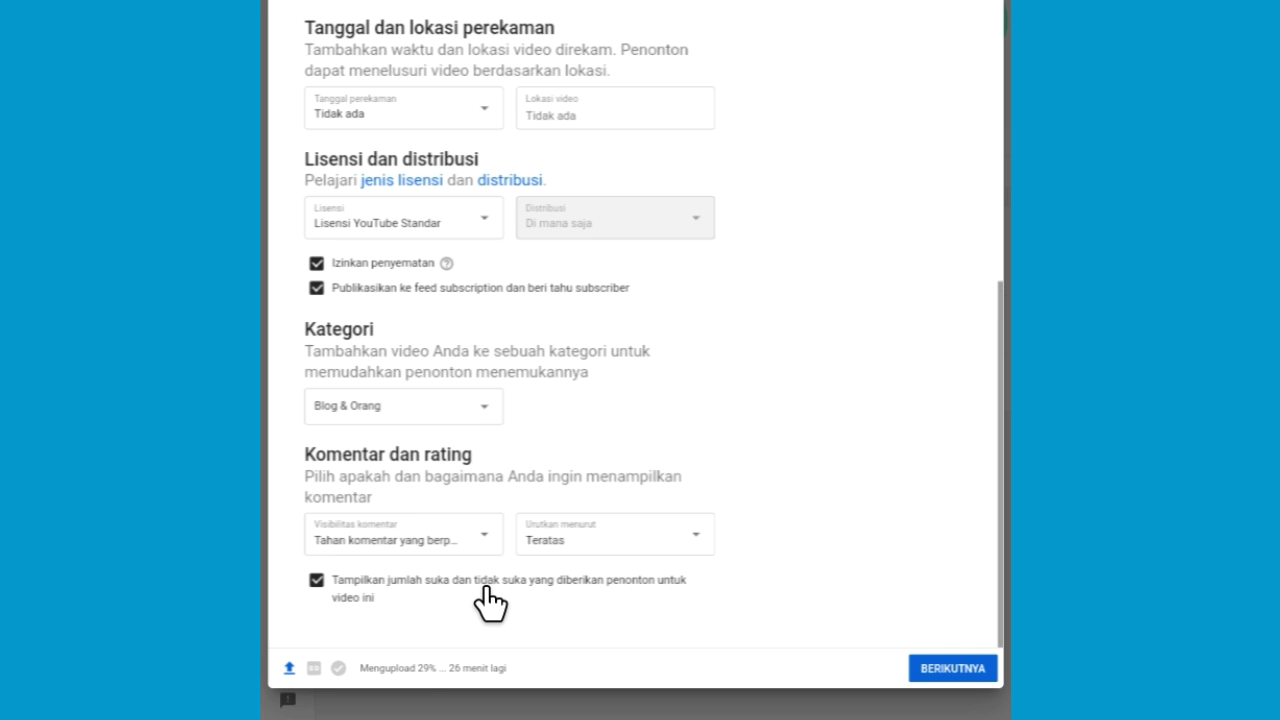 Tanggal dan lokasi perekaman
Tambahkan waktu dan lokasi video direkam. Penonton
dapat menelusuri video berdasarkan lokasi.
Tanggal perekaman
Tidak ada
Lokasi video
Tidak ada
Lisensi dan distribusi
Pelajari jenis lisensi dan distribusi.
Lisensi
Lisensi YouTube Standar
Distribusi
Di mana saja
Izinkan penyematan
Publikasikan ke feed subscription dan beri tahu subscriber
Kategori
Tambahkan video Anda ke sebuah kategori untuk
memudahkan penonton menemukannya
Blog & Orang
Komentar dan rating
Pilih apakah dan bagaimana Anda ingin menampilkan
komentar
Visibilitas komentar
Tahan komentar yang berp...
Urutkan menurut
Teratas
Tampilkan jumlah suka dan tidak suka yang diberikan penonton untuk
video ini
Mengupload 29% ... 26 menit lagi
BERIKUTNYA